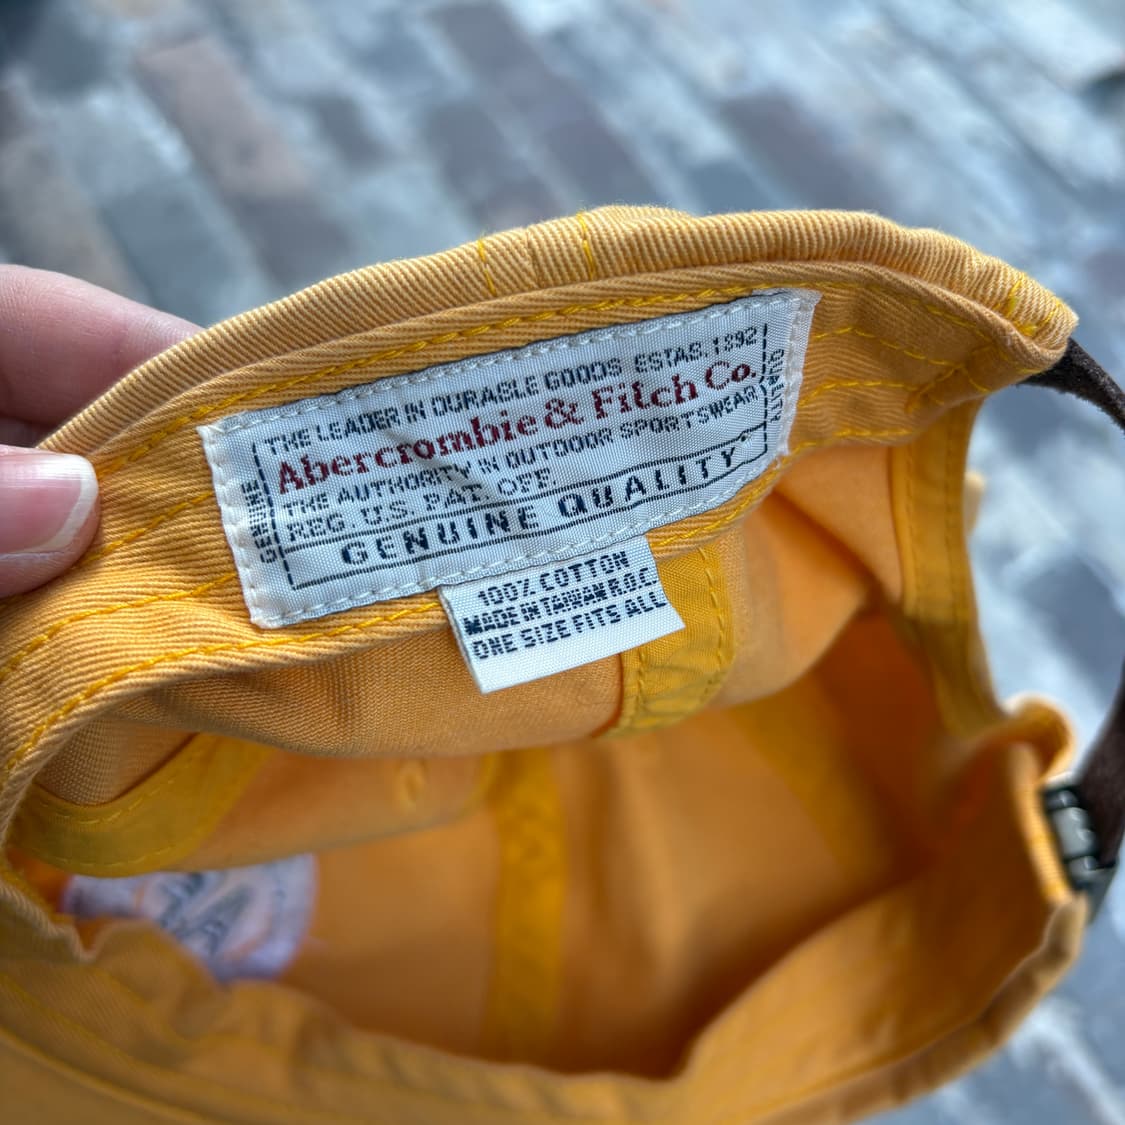 THE LEADER IN DURABLE GOODS ESTAB. 1892
Abercrombie & Fitch Co.
THE AUTHORITY IN OUTDOOR SPORTSWEAR
REG. U.S. PAT. OFF.
GENUINE QUALITY
GENUINE
100% COTTON
MADE IN TAIWAN R.O.C.
ONE SIZE FITS ALL